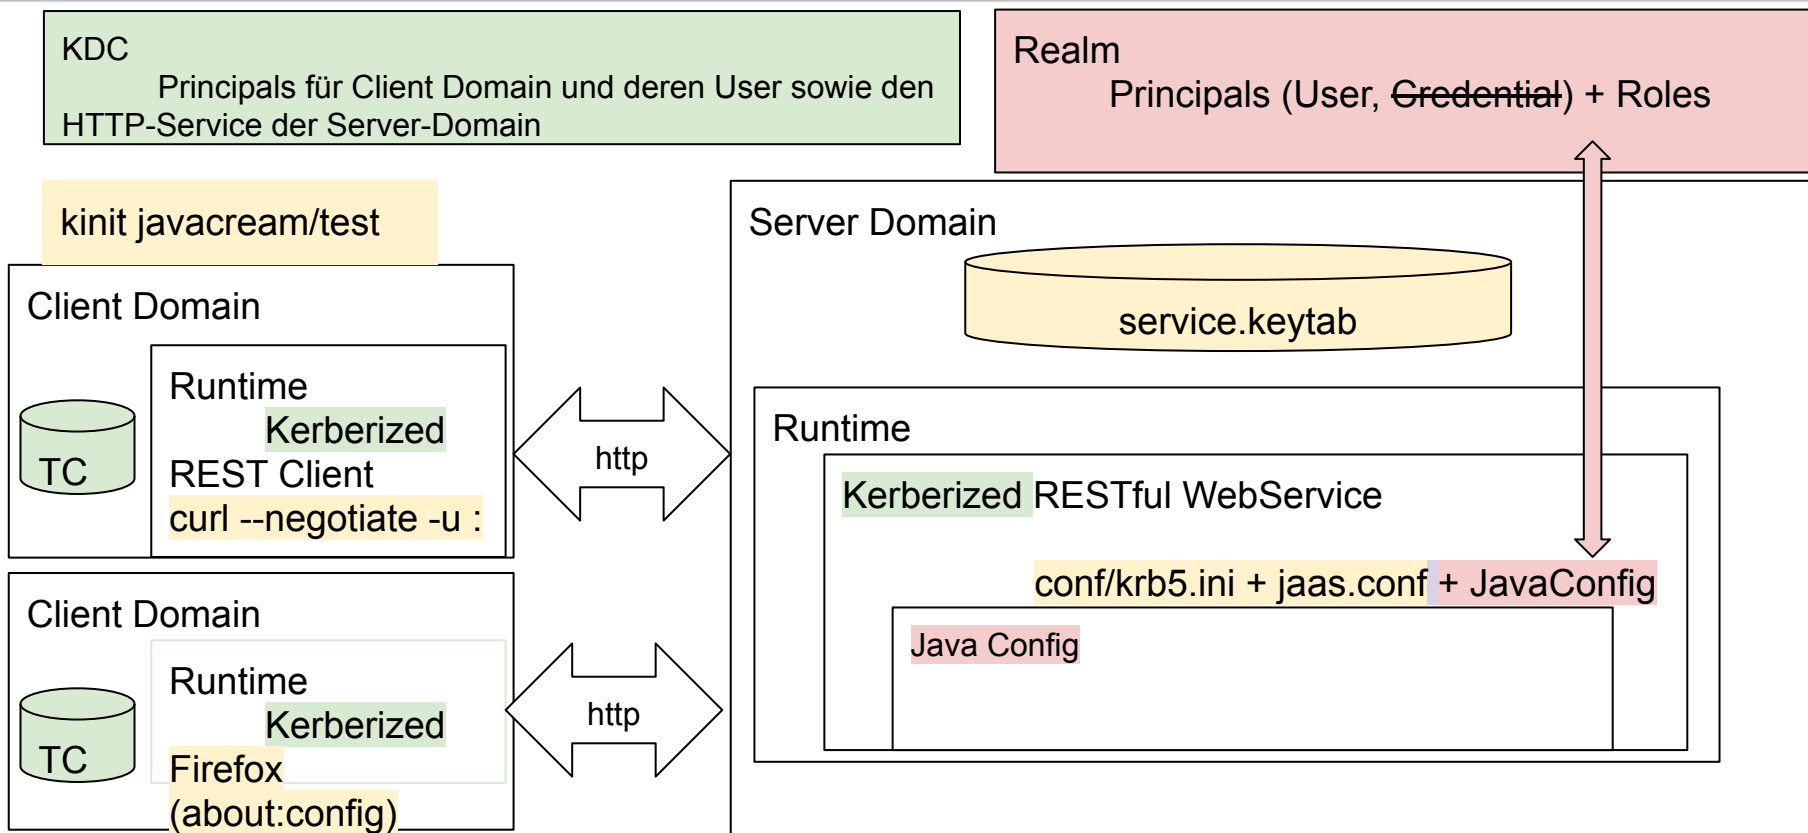 KDC
Principals für Client Domain und deren User sowie den
HTTP-Service der Server-Domain
Realm
Principals (User, Credential) + Roles
kinit javacream/test
Client Domain
TC
Runtime
Kerberized
REST Client
curl --negotiate -u :
http
Client Domain
TC
Runtime
Kerberized
Firefox
(about:config)
http
Server Domain
service.keytab
Runtime
Kerberized RESTful WebService
conf/krb5.ini + jaas.conf + JavaConfig
Java Config